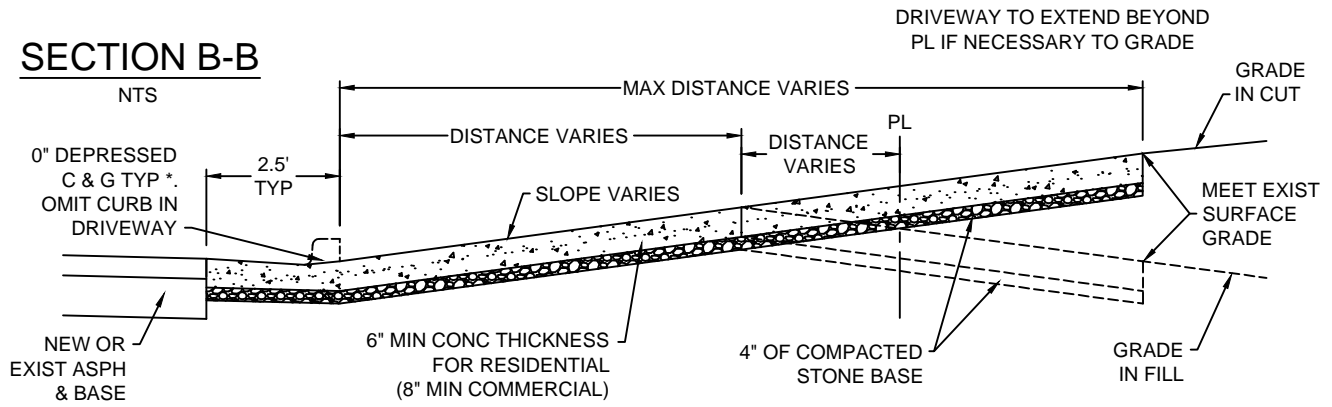 SECTION B-B
NTS
DRIVEWAY TO EXTEND BEYOND
PL IF NECESSARY TO GRADE
GRADE
IN CUT
MAX DISTANCE VARIES
DISTANCE VARIES
DISTANCE
VARIES
PL
0" DEPRESSED
C & G TYP *.
OMIT CURB IN
DRIVEWAY
2.5'
TYP
SLOPE VARIES
MEET EXIST
SURFACE
GRADE
NEW OR
EXIST ASPH
& BASE
6" MIN CONC THICKNESS
FOR RESIDENTIAL
(8" MIN COMMERCIAL)
4" OF COMPACTED
STONE BASE
GRADE
IN FILL